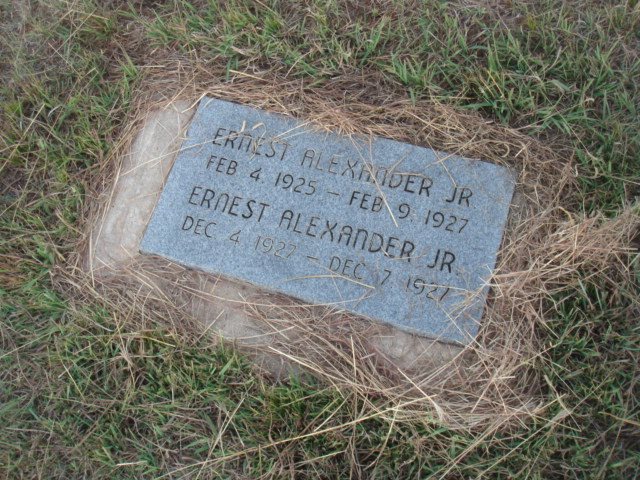 ERNEST ALEXANDER JR
FEB 4. 1925 — FEB 9. 1927
ERNEST ALEXANDER JR.
DEC 4 1927 — DEC 7 1927